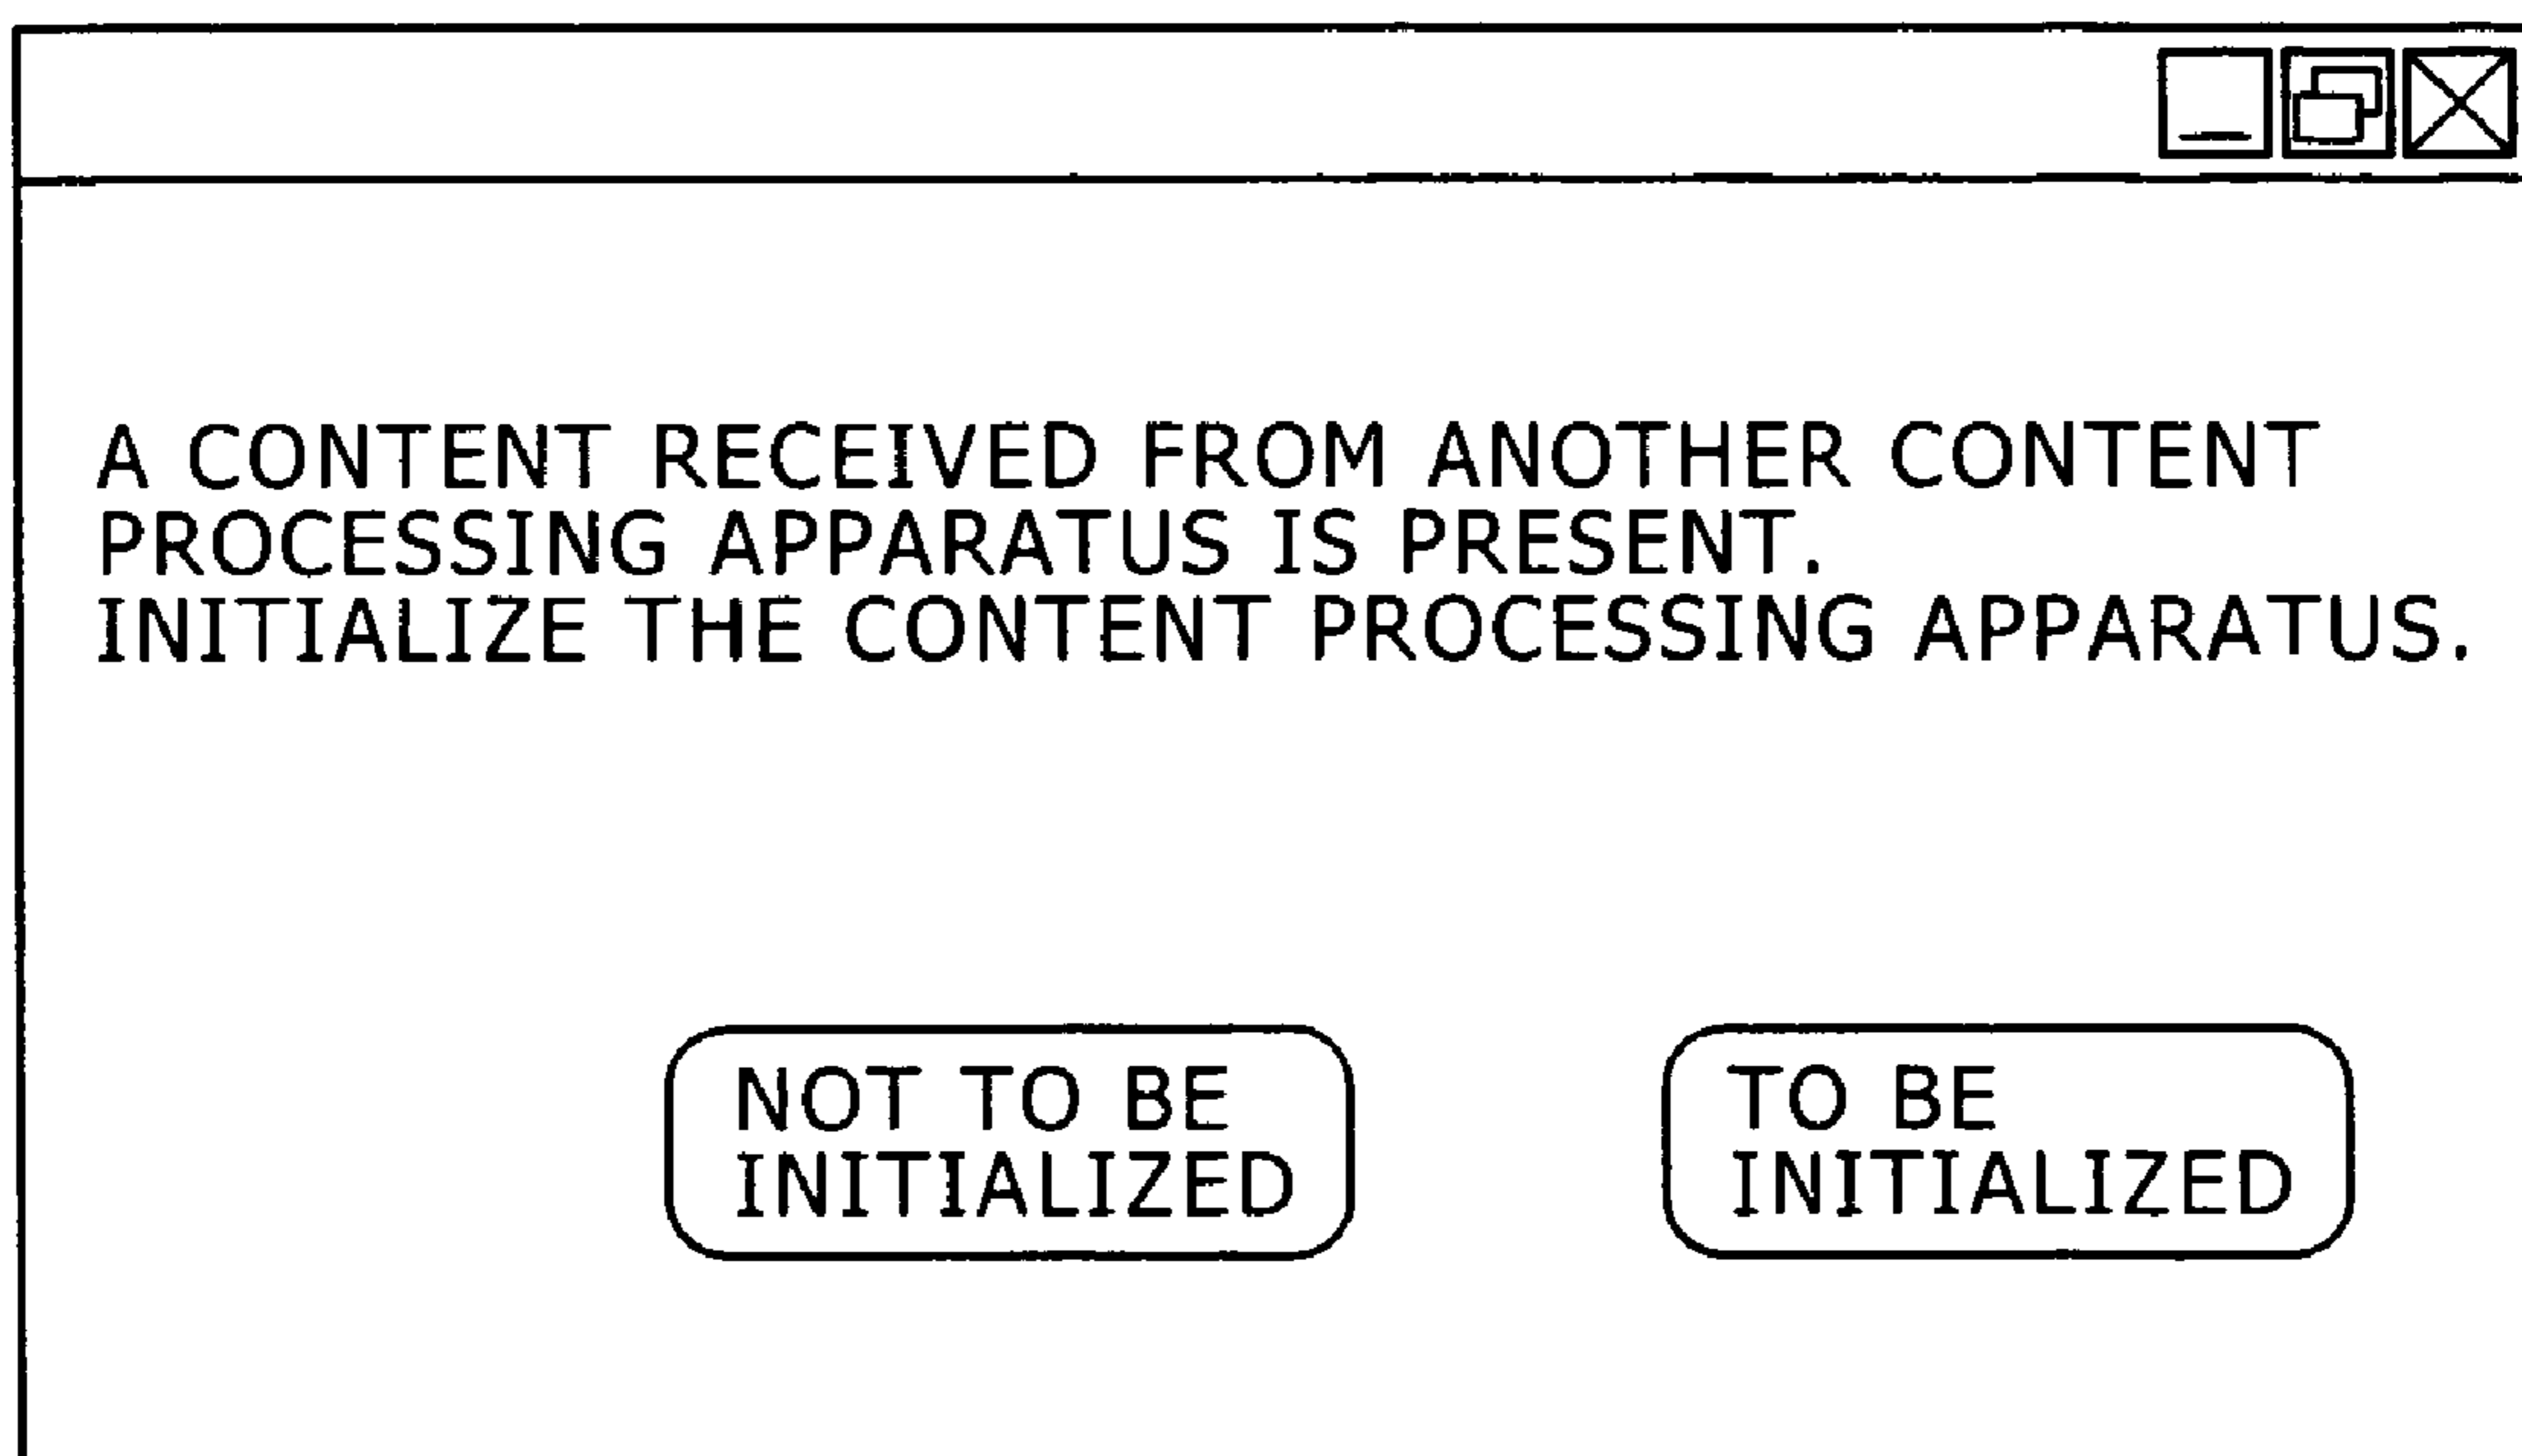 A CONTENT RECEIVED FROM ANOTHER CONTENT
PROCESSING APPARATUS IS PRESENT.
INITIALIZE THE CONTENT PROCESSING APPARATUS.
NOT TO BE
INITIALIZED
TO BE
INITIALIZED